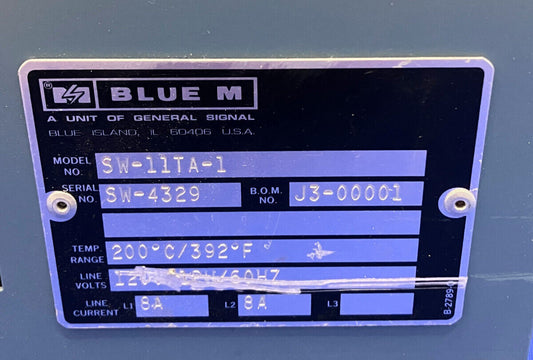 ® BLUE M
A UNIT OF GENERAL SIGNAL
BLUE ISLAND, IL 60406 U.S.A.
MODEL NO. SW-11TA-1
SERIAL NO. SW-4329 B.O.M. NO. J3-00001
TEMP. RANGE 200°C/392°F
LINE VOLTS /60HZ
LINE CURRENT L1 8A L2 8A L3